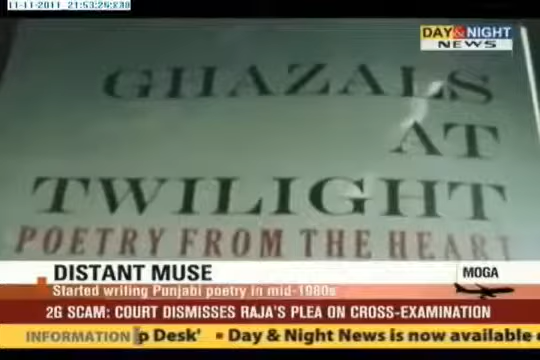 11-11-2011 21:53:26
DAY & NIGHT
NEWS
GHAZALS
AT
TWILIGHT
POETRY FROM THE HEART
DISTANT MUSE
MOGA
Started writing Punjabi poetry in mid-1980s
2G SCAM: COURT DISMISSES RAJA'S PLEA ON CROSS-EXAMINATION
INFORMATION p Desk' - Day & Night News is now available